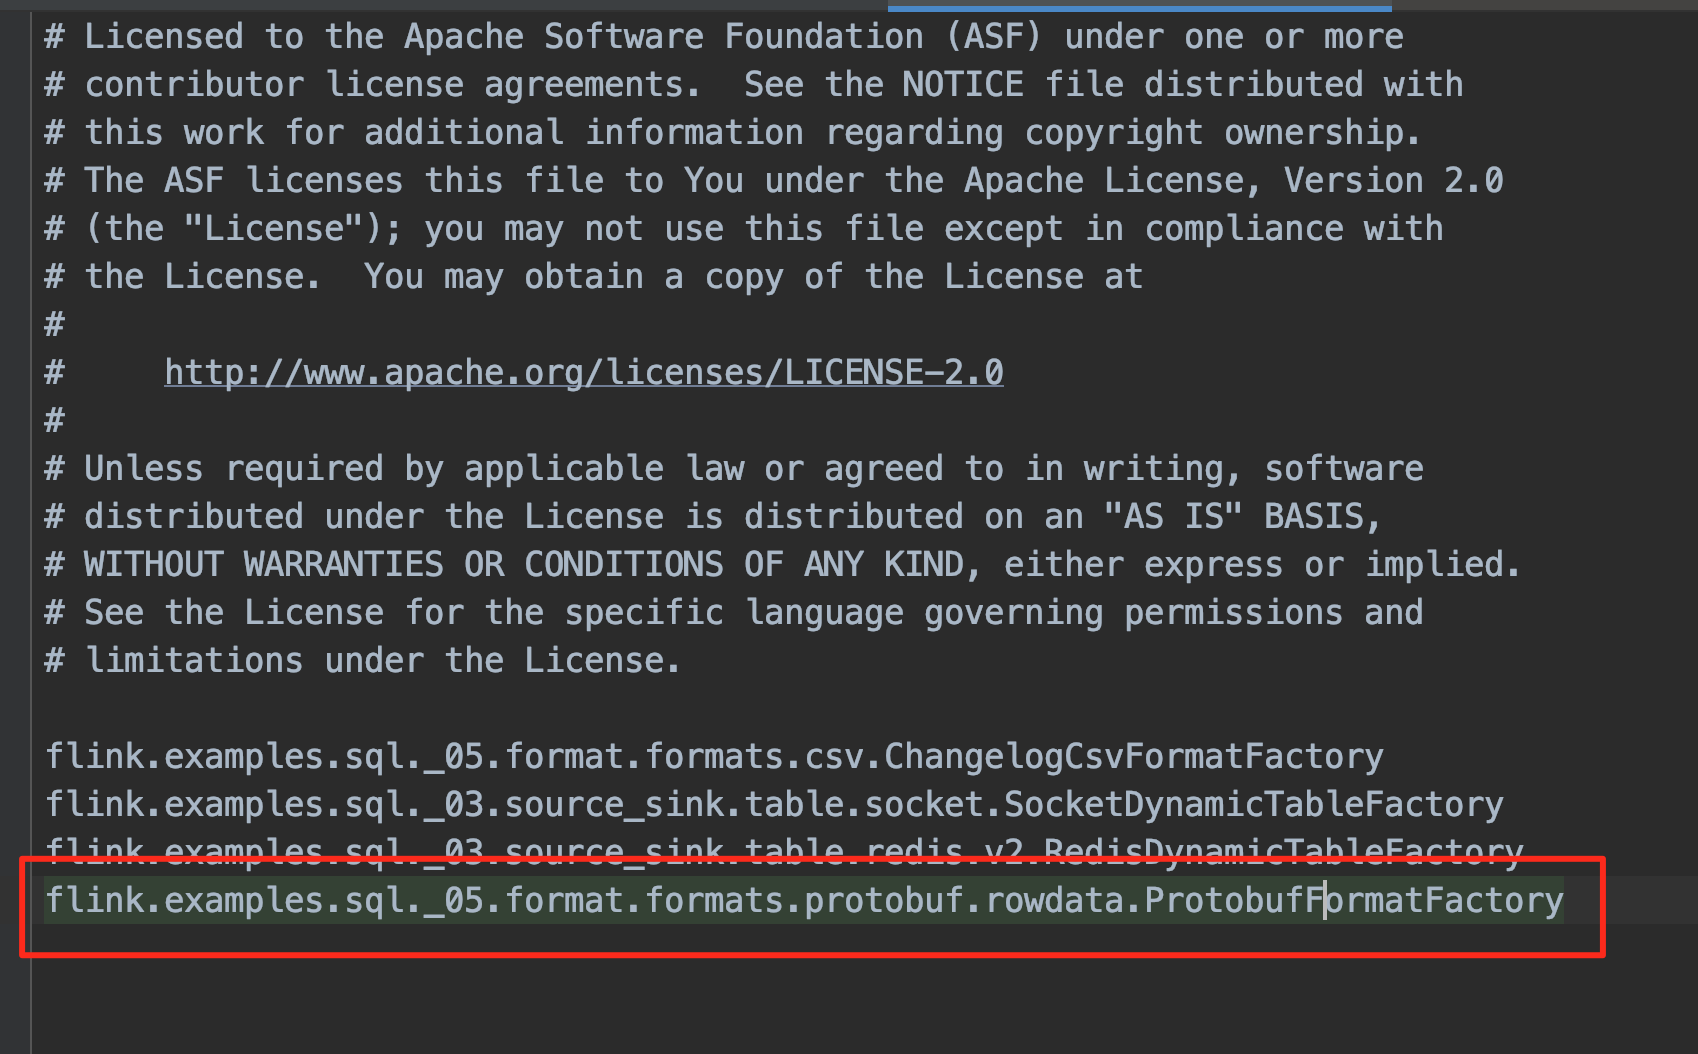 # Licensed to the Apache Software Foundation (ASF) under one or more
# contributor license agreements.  See the NOTICE file distributed with
# this work for additional information regarding copyright ownership.
# The ASF licenses this file to You under the Apache License, Version 2.0
# (the "License"); you may not use this file except in compliance with
# the License.  You may obtain a copy of the License at
#
#     http://www.apache.org/licenses/LICENSE-2.0
#
# Unless required by applicable law or agreed to in writing, software
# distributed under the License is distributed on an "AS IS" BASIS,
# WITHOUT WARRANTIES OR CONDITIONS OF ANY KIND, either express or implied.
# See the License for the specific language governing permissions and
# limitations under the License.
flink.examples.sql._05.format.formats.csv.ChangelogCsvFormatFactory
flink.examples.sql._03.source_sink.table.socket.SocketDynamicTableFactory
flink.examples.sql._03.source_sink.table.redis.v2.RedisDynamicTableFactory
flink.examples.sql._05.format.formats.protobuf.rowdata.ProtobufFormatFactory